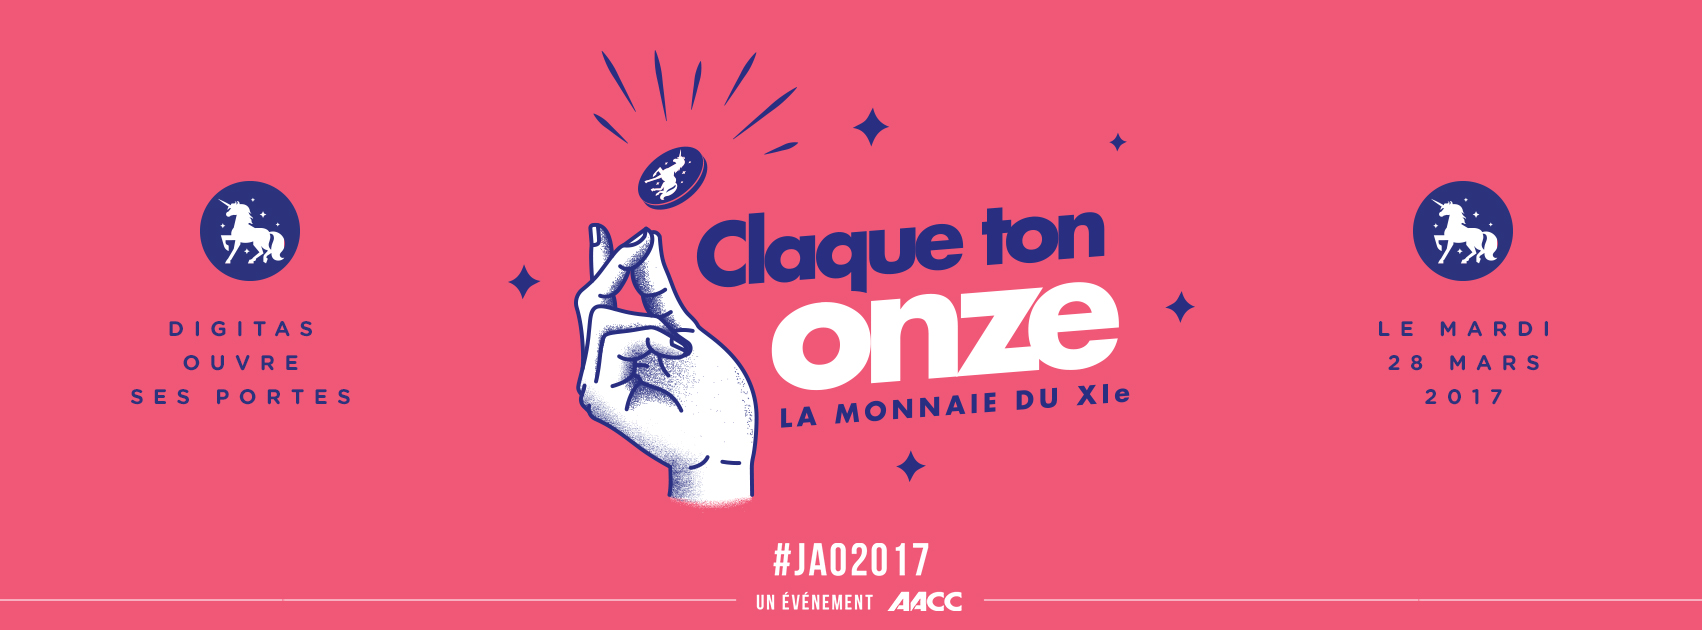 DIGITAS
OUVRE
SES PORTES
Claque ton
onze
LA MONNAIE DU XIe
LE MARDI
28 MARS
2017
#JAO2017
UN ÉVÉNEMENT AACC